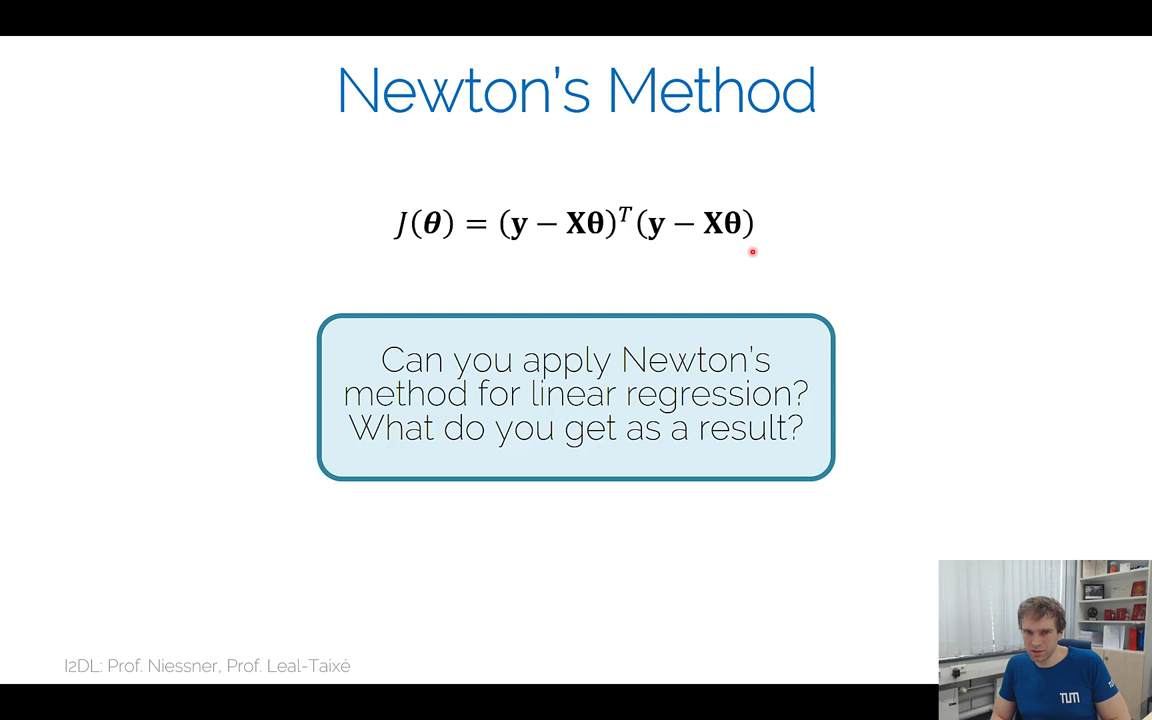 Newton's Method
J(θ) = (y − Xθ)ᵀ(y − Xθ)
Can you apply Newton's
method for linear regression?
What do you get as a result?
I2DL: Prof. Niessner, Prof. Leal-Taixé
TUM